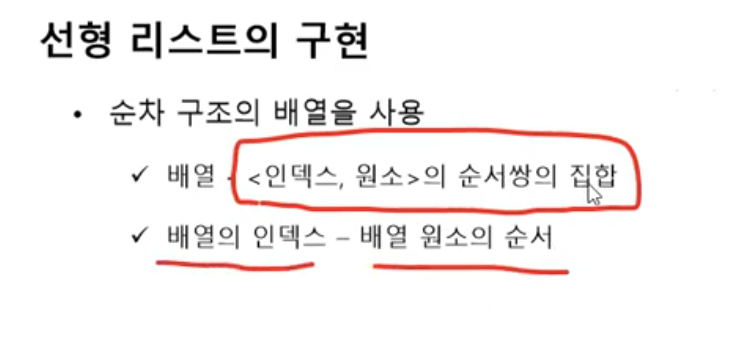 선형 리스트의 구현
• 순차 구조의 배열을 사용
✓ 배열 - <인덱스, 원소>의 순서쌍의 집합
✓ 배열의 인덱스 – 배열 원소의 순서